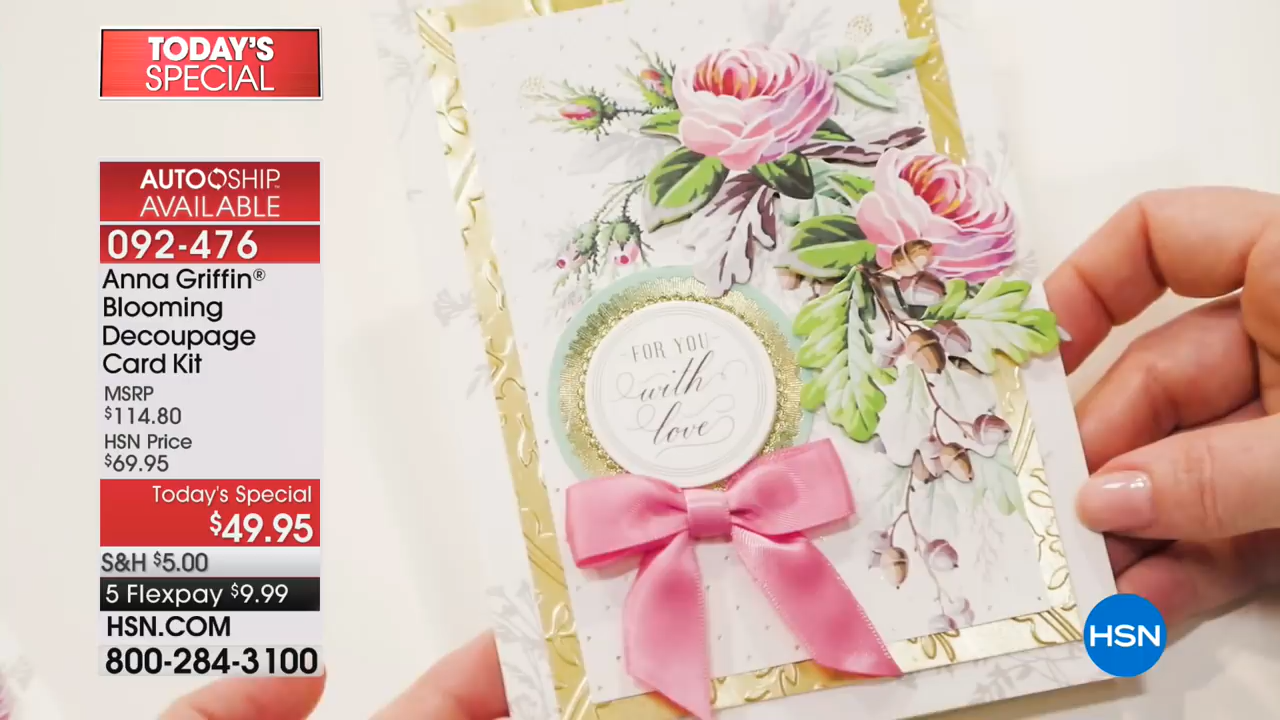 TODAY'S
SPECIAL
AUTOSHIP™
AVAILABLE
092-476
Anna Griffin®
Blooming
Decoupage
Card Kit
MSRP
$114.80
HSN Price
$69.95
Today's Special
$49.95
S&H $5.00
5 Flexpay $9.99
HSN.COM
800-284-3100
FOR YOU
with
love
HSN